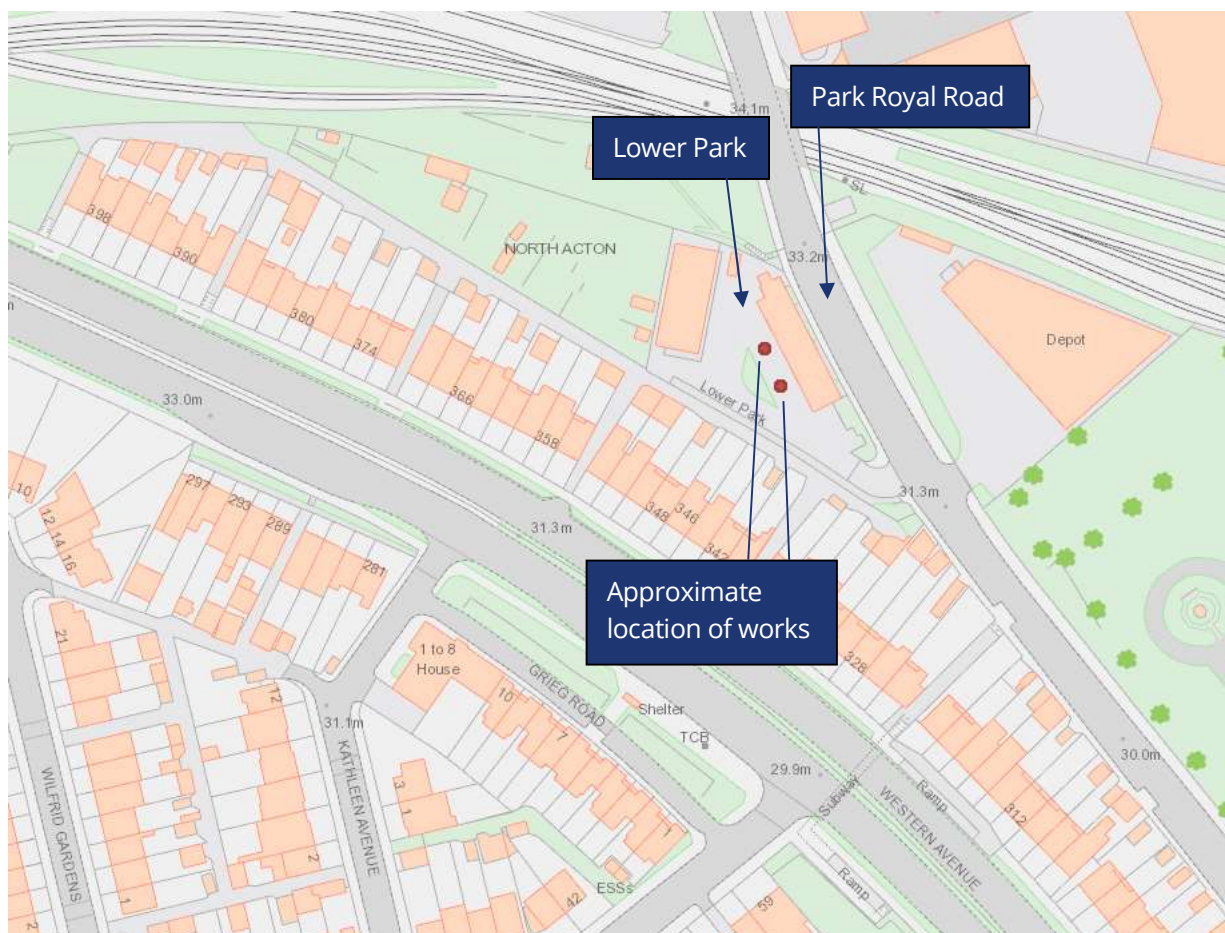 Park Royal Road
34.1m
Lower Park
SL
398
NORTH ACTON
33.2m
390
380
Depot
374
33.0m
366
Lower Park
358
10
297
293
348
346
31.3m
289
31.3m
12
14
16
281
Approximate
location of works
21
328
1 to 8
House
GRIEG ROAD
12
10
Shelter
31.1m
7
TCB
30.0m
29.9m
WILFRID GARDENS
KATHLEEN AVENUE
3
1
Subway
WESTERN AVENUE
Ramp
312
1
2
ESSs
Ramp
1
42
59
2